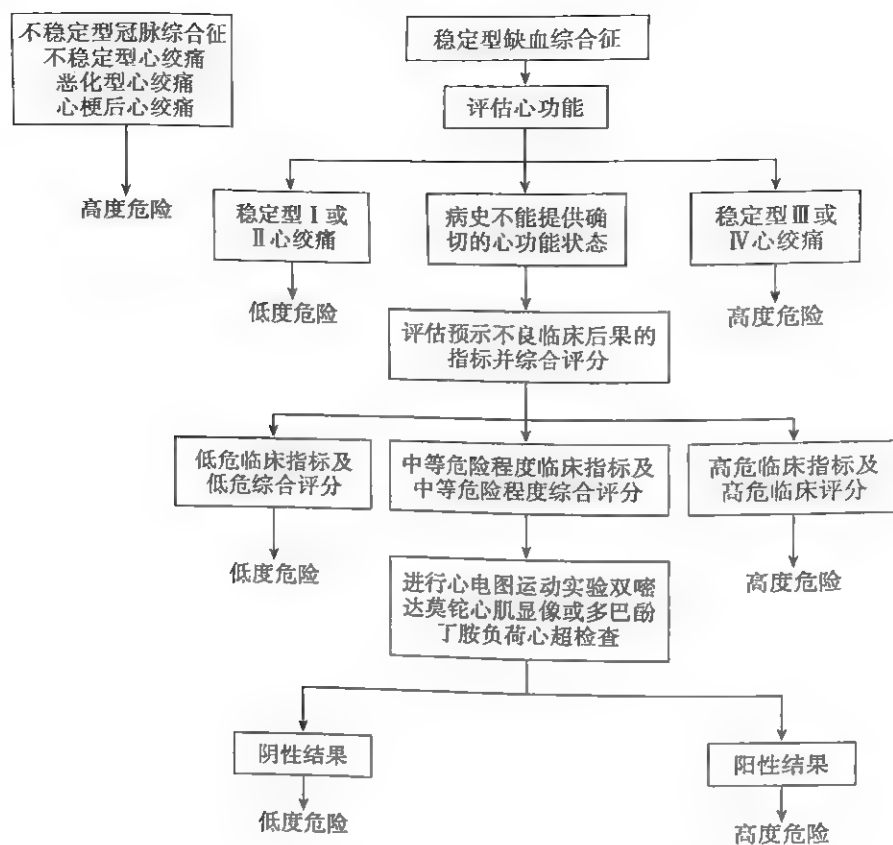 不稳定型冠脉综合征
不稳定型心绞痛
恶化型心绞痛
心梗后心绞痛
高度危险
稳定型缺血综合征
评估心功能
稳定型Ⅰ或
Ⅱ心绞痛
低度危险
病史不能提供确
切的心功能状态
稳定型Ⅲ或
Ⅳ心绞痛
高度危险
评估预示不良临床后果的
指标并综合评分
低危临床指标及
低危综合评分
低度危险
中等危险程度临床指标及
中等危险程度综合评分
高危临床指标及
高危临床评分
高度危险
进行心电图运动实验双嘧
达莫铊心肌显像或多巴酚
丁胺负荷心超检查
阴性结果
低度危险
阳性结果
高度危险